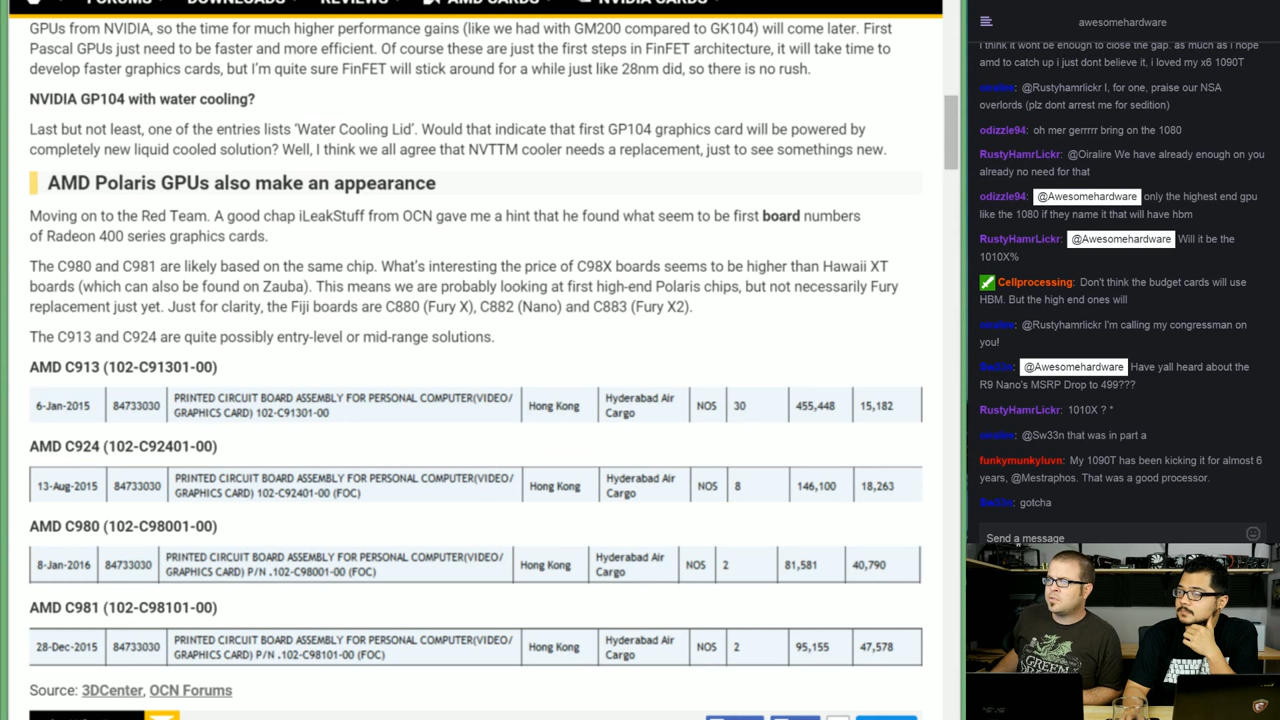 FORUMS
DOWNLOADS
REVIEWS
AMD CARDS
NVIDIA CARDS
GPUs from NVIDIA, so the time for much higher performance gains (like we had with GM200 compared to GK104) will come later. First
Pascal GPUs just need to be faster and more efficient. Of course these are just the first steps in FinFET architecture, it will take time to
develop faster graphics cards, but I'm quite sure FinFET will stick around for a while just like 28nm did, so there is no rush.
NVIDIA GP104 with water cooling?
Last but not least, one of the entries lists 'Water Cooling Lid'. Would that indicate that first GP104 graphics card will be powered by
completely new liquid cooled solution? Well, I think we all agree that NVTTM cooler needs a replacement, just to see somethings new.
AMD Polaris GPUs also make an appearance
Moving on to the Red Team. A good chap iLeakStuff from OCN gave me a hint that he found what seem to be first board numbers
of Radeon 400 series graphics cards.
The C980 and C981 are likely based on the same chip. What's interesting the price of C98X boards seems to be higher than Hawaii XT
boards (which can also be found on Zauba). This means we are probably looking at first high-end Polaris chips, but not necessarily Fury
replacement just yet. Just for clarity, the Fiji boards are C880 (Fury X), C882 (Nano) and C883 (Fury X2).
The C913 and C924 are quite possibly entry-level or mid-range solutions.
AMD C913 (102-C91301-00)
6-Jan-2015 84733030 PRINTED CIRCUIT BOARD ASSEMBLY FOR PERSONAL COMPUTER(VIDEO/ Hong Kong Hyderabad Air NOS 30 455,448 15,182
GRAPHICS CARD) 102-C91301-00 Cargo
AMD C924 (102-C92401-00)
13-Aug-2015 84733030 PRINTED CIRCUIT BOARD ASSEMBLY FOR PERSONAL COMPUTER(VIDEO/ Hong Kong Hyderabad Air NOS 8 146,100 18,263
GRAPHICS CARD) 102-C92401-00 (FOC) Cargo
AMD C980 (102-C98001-00)
8-Jan-2016 84733030 PRINTED CIRCUIT BOARD ASSEMBLY FOR PERSONAL COMPUTER(VIDEO/ Hong Kong Hyderabad Air NOS 2 81,581 40,790
GRAPHICS CARD) P/N .102-C98001-00 (FOC) Cargo
AMD C981 (102-C98101-00)
28-Dec-2015 84733030 PRINTED CIRCUIT BOARD ASSEMBLY FOR PERSONAL COMPUTER(VIDEO/ Hong Kong Hyderabad Air NOS 2 95,155 47,578
GRAPHICS CARD) P/N .102-C98101-00 (FOC) Cargo
Source: 3DCenter, OCN Forums
awesomehardware
I think it wont be enough to close the gap. as much as i hope
amd to catch up i just dont believe it, i loved my x6 1090T
: @Rustyhamrlickr I, for one, praise our NSA
overlords (plz dont arrest me for sedition)
odizzle94: oh mer gerrrrr bring on the 1080
RustyHamrLickr: @Oiralire We have already enough on you
already no need for that
odizzle94: @Awesomehardware only the highest end gpu
like the 1080 if they name it that will have hbm
RustyHamrLickr: @Awesomehardware Will it be the
1010X%
Cellprocessing: Don't think the budget cards will use
HBM. But the high end ones will
: @Rustyhamrlickr I'm calling my congressman on
you!
Sw33n: @Awesomehardware Have yall heard about the
R9 Nano's MSRP Drop to 499???
RustyHamrLickr: 1010X ? *
: @Sw33n that was in part a
funkymunkyluvn: My 1090T has been kicking it for almost 6
years, @Mestraphos. That was a good processor.
Sw33n: gotcha
Send a message
GREEN